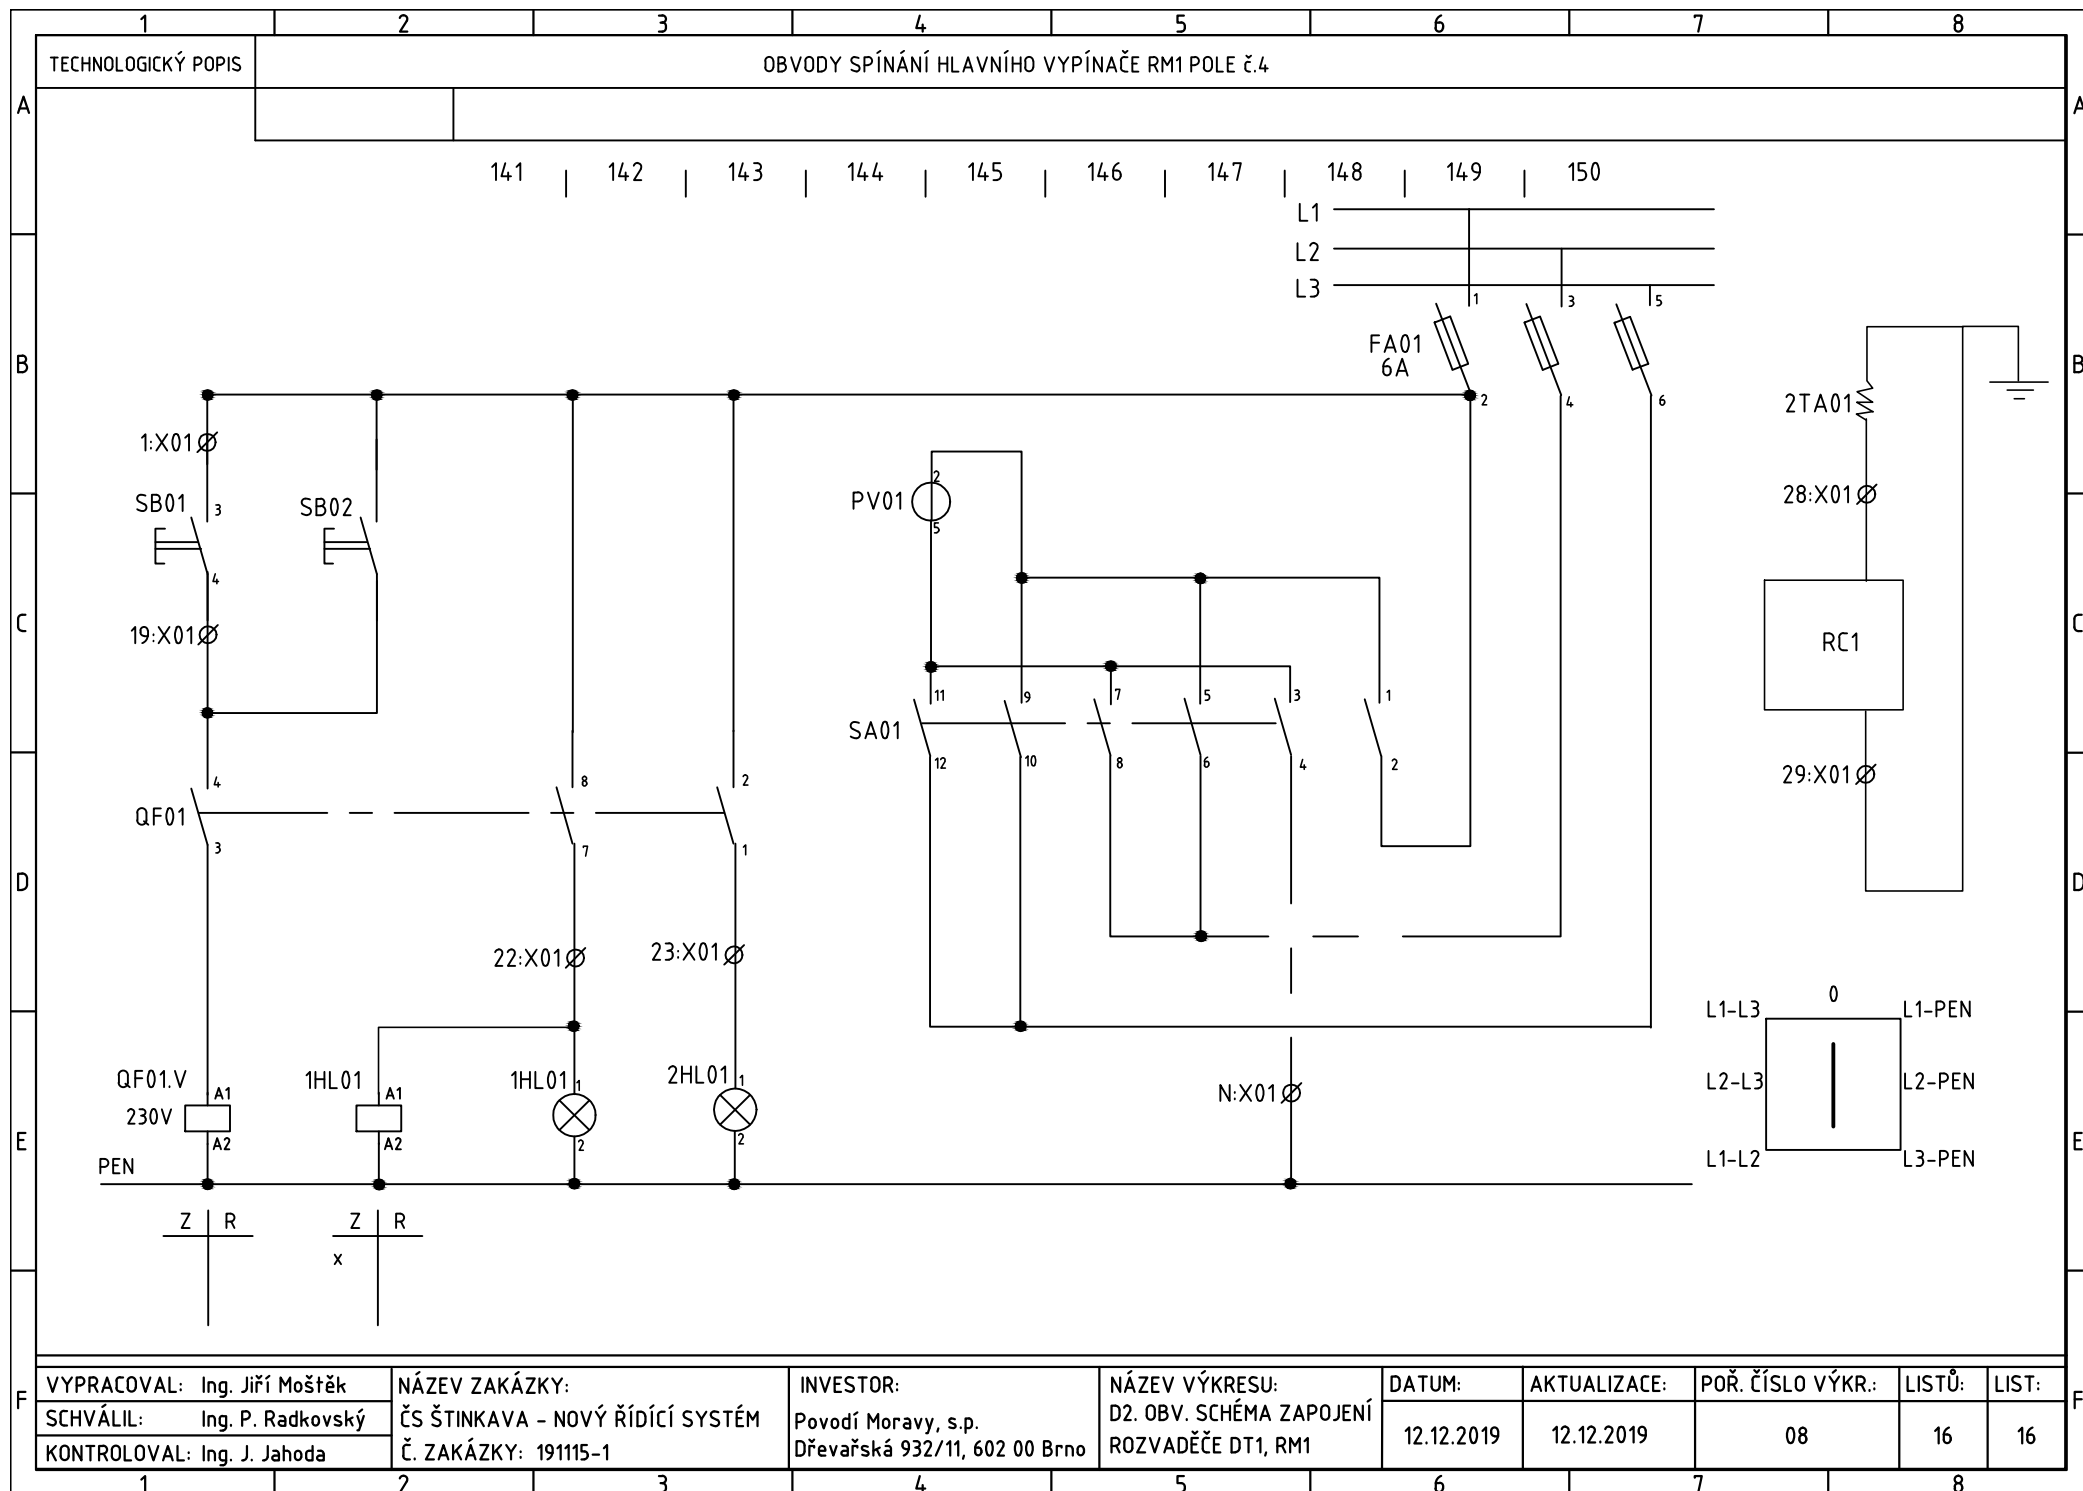 1 2 3 4 5 6 7 8
TECHNOLOGICKÝ POPIS
OBVODY SPÍNÁNÍ HLAVNÍHO VYPÍNAČE RM1 POLE č.4
A A
141 142 143 144 145 146 147 148 149 150
L1
L2
L3
1 3 5
FA01
6A
B B
2 4 6
2TA01
1:X01
2
PV01
5
28:X01
SB01 3
SB02
4
C C
19:X01
RC1
11 9 7 5 3 1
SA01
12 10 8 6 4 2
29:X01
4 8 2
QF01
3 7 1
D D
22:X01 23:X01
0
L1-L3 L1-PEN
L2-L3 L2-PEN
L1-L2 L3-PEN
QF01.V
230V
A1
A2
1HL01
A1
A2
1HL01
1
2
2HL01
1
2
N:X01
E E
PEN
Z R
Z R
x
F F
VYPRACOVAL: Ing. Jiří Moštěk
SCHVÁLIL: Ing. P. Radkovský
KONTROLOVAL: Ing. J. Jahoda
NÁZEV ZAKÁZKY:
ČS ŠTINKAVA - NOVÝ ŘÍDÍCÍ SYSTÉM
Č. ZAKÁZKY: 191115-1
INVESTOR:
Povodí Moravy, s.p.
Dřevařská 932/11, 602 00 Brno
NÁZEV VÝKRESU:
D2. OBV. SCHÉMA ZAPOJENÍ
ROZVADĚČE DT1, RM1
DATUM:
12.12.2019
AKTUALIZACE:
12.12.2019
POŘ. ČÍSLO VÝKR.:
08
LISTŮ:
16
LIST:
16
1 2 3 4 5 6 7 8